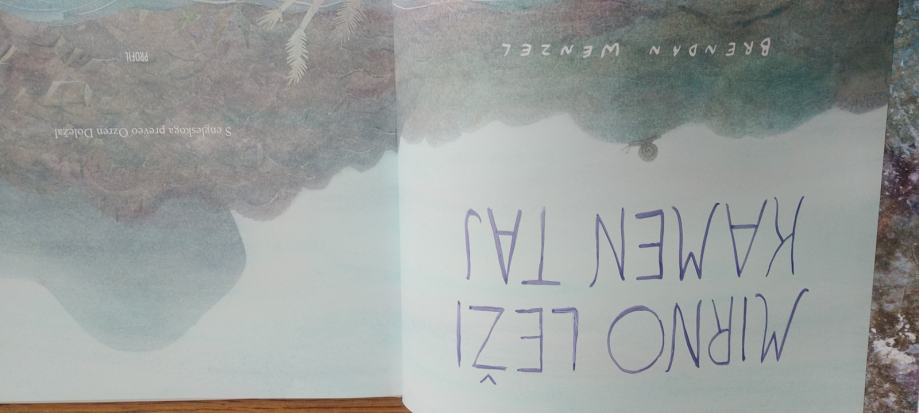 MIRNO LEŽI
KAMEN TAJ
BRENDAN WENZEL
S engleskoga preveo Ozren Doležal
PROFIL